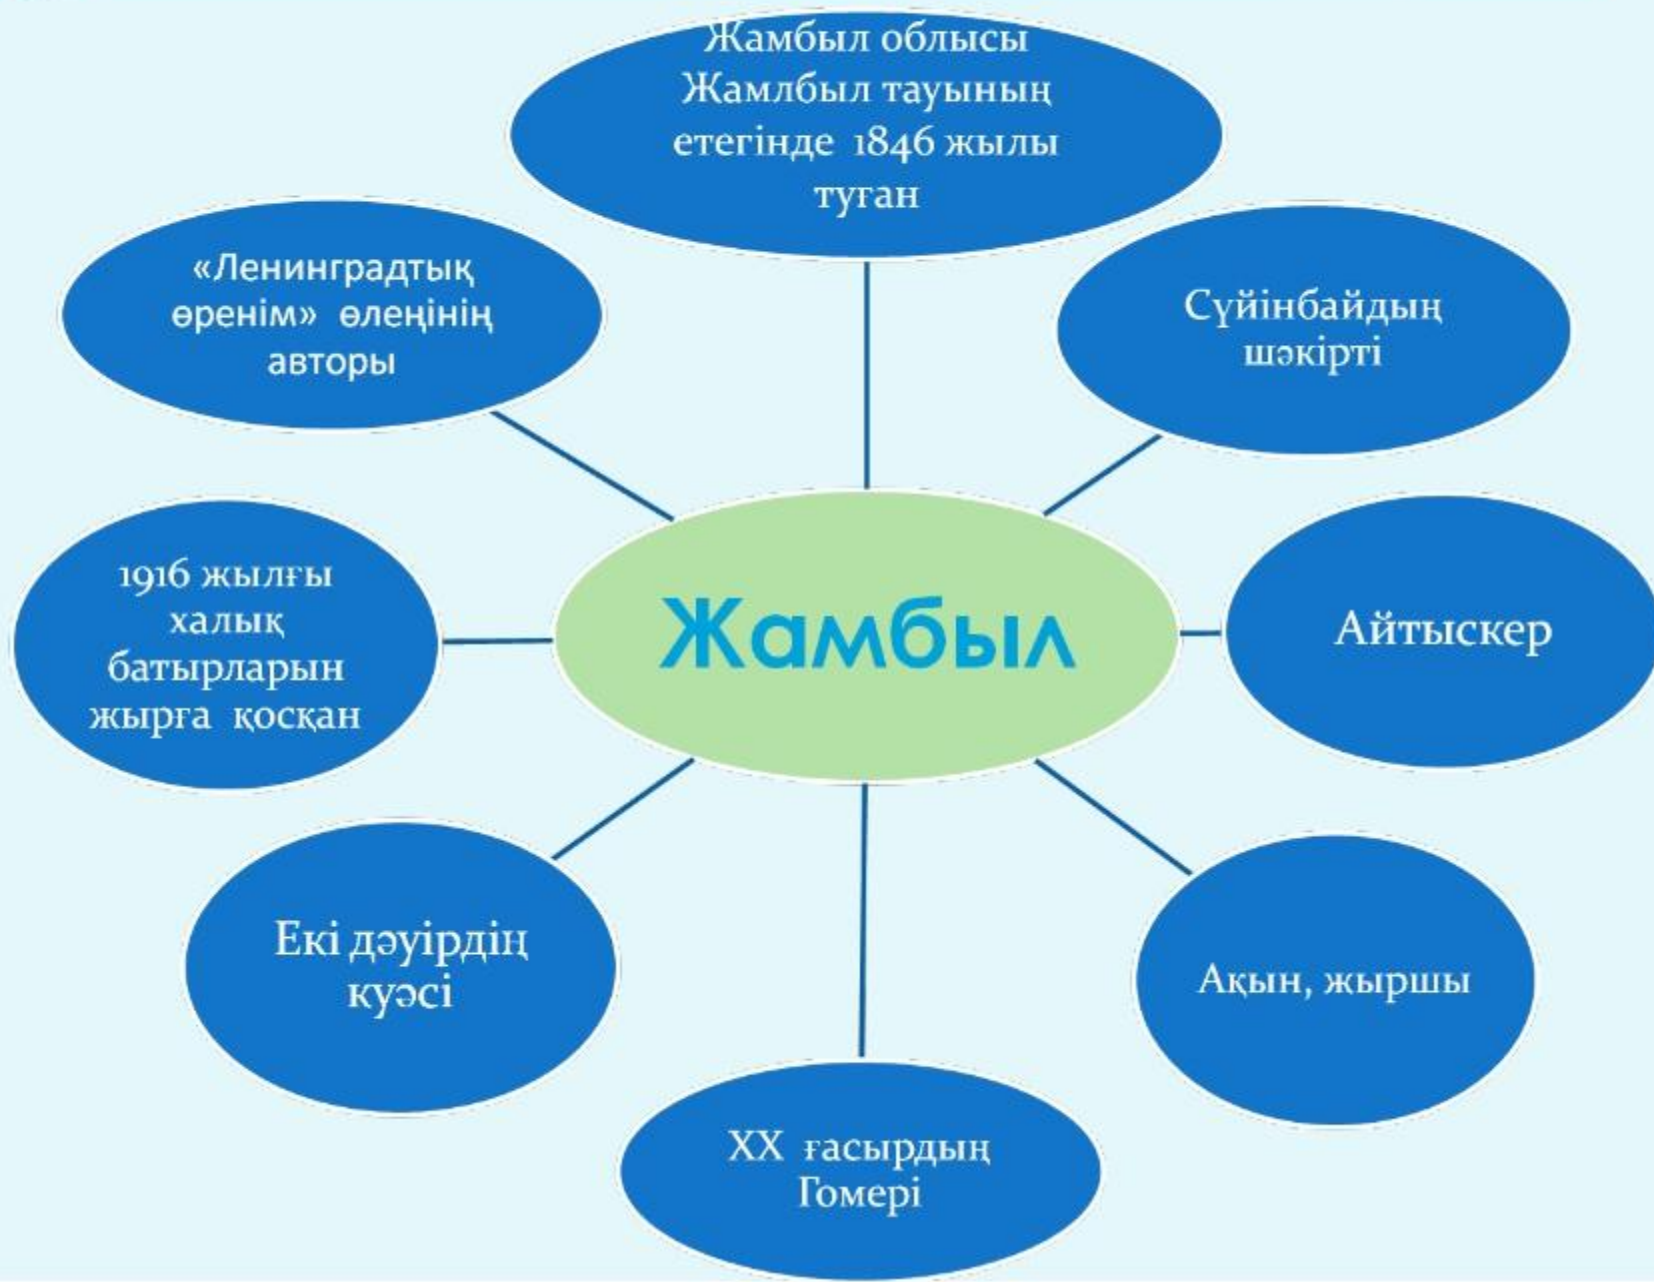 Жамбыл облысы
Жамлбыл тауының
етегінде 1846 жылы
туған
«Ленинградтық
өренім» өлеңінің
авторы
Сүйінбайдың
шәкірті
1916 жылғы
халық
батырларын
жырға қосқан
Жамбыл
Айтыскер
Екі дәуірдің
куәсі
Ақын, жыршы
XX ғасырдың
Гомері